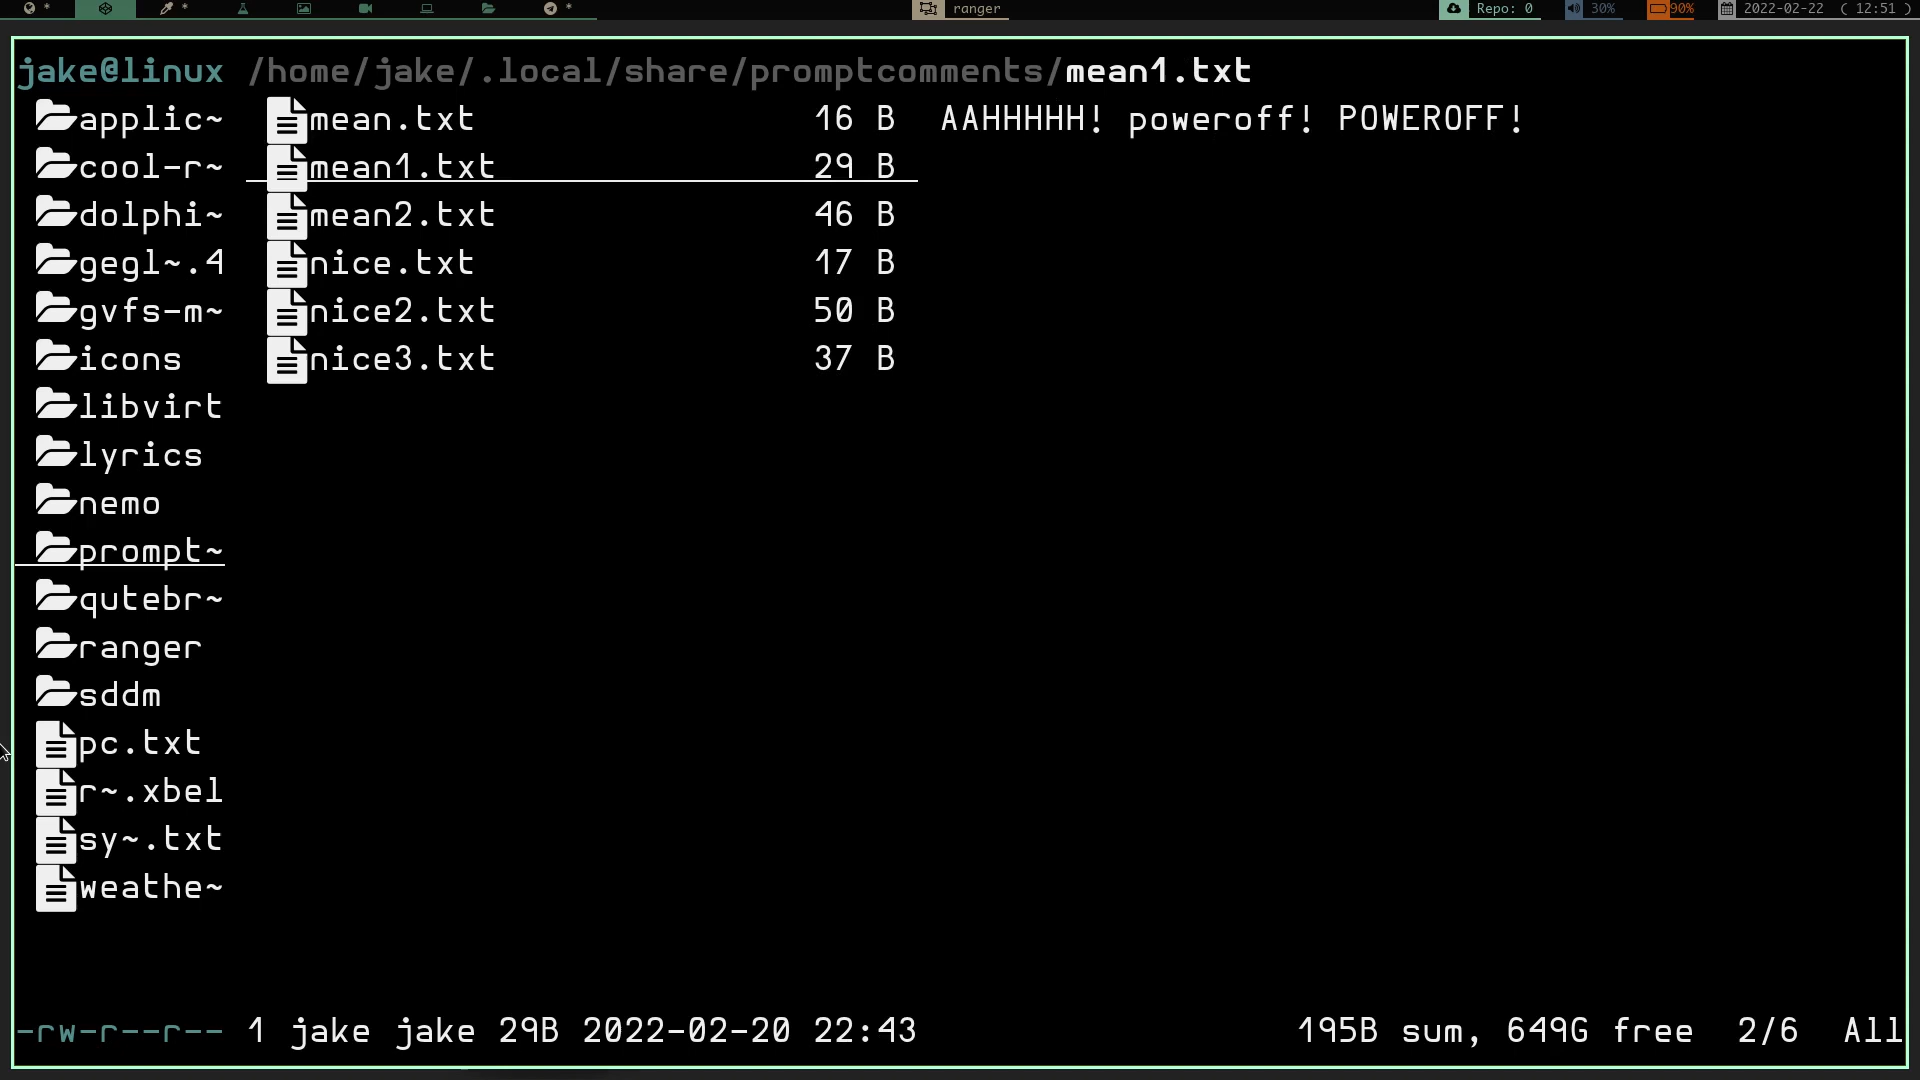 * * * ranger Repo: 0 30% 90% 2022-02-22 ( 12:51 )
jake@linux /home/jake/.local/share/promptcomments/mean1.txt
applic~ mean.txt 16 B AAHHHHH! poweroff! POWEROFF!
cool-r~ mean1.txt 29 B
dolphi~ mean2.txt 46 B
gegl~.4 nice.txt 17 B
gvfs-m~ nice2.txt 50 B
icons nice3.txt 37 B
libvirt
lyrics
nemo
prompt~
qutebr~
ranger
sddm
pc.txt
r~.xbel
sy~.txt
weathe~
-rw-r--r-- 1 jake jake 29B 2022-02-20 22:43 195B sum, 649G free 2/6 All